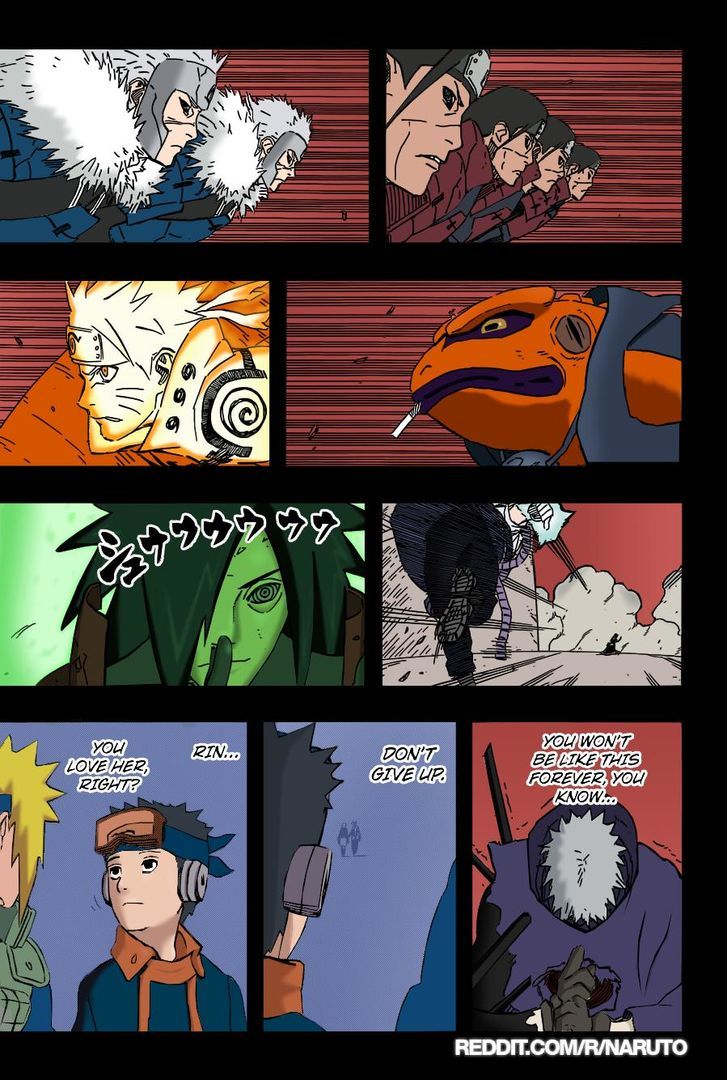 シュウウウウウウ
YOU WON'T
BE LIKE THIS
FOREVER, YOU
KNOW...
DON'T
GIVE UP.
RIN...
YOU
LOVE HER,
RIGHT?
REDDIT.COM/R/NARUTO